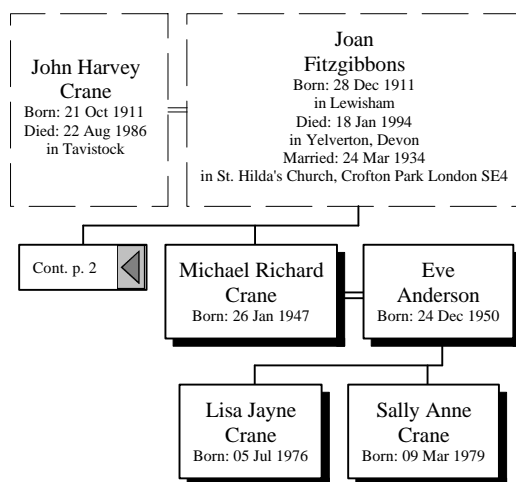 John Harvey
Crane
Born: 21 Oct 1911
Died: 22 Aug 1986
in Tavistock
Joan
Fitzgibbons
Born: 28 Dec 1911
in Lewisham
Died: 18 Jan 1994
in Yelverton, Devon
Married: 24 Mar 1934
in St. Hilda's Church, Crofton Park London SE4
Cont. p. 2
Michael Richard
Crane
Born: 26 Jan 1947
Eve
Anderson
Born: 24 Dec 1950
Lisa Jayne
Crane
Born: 05 Jul 1976
Sally Anne
Crane
Born: 09 Mar 1979